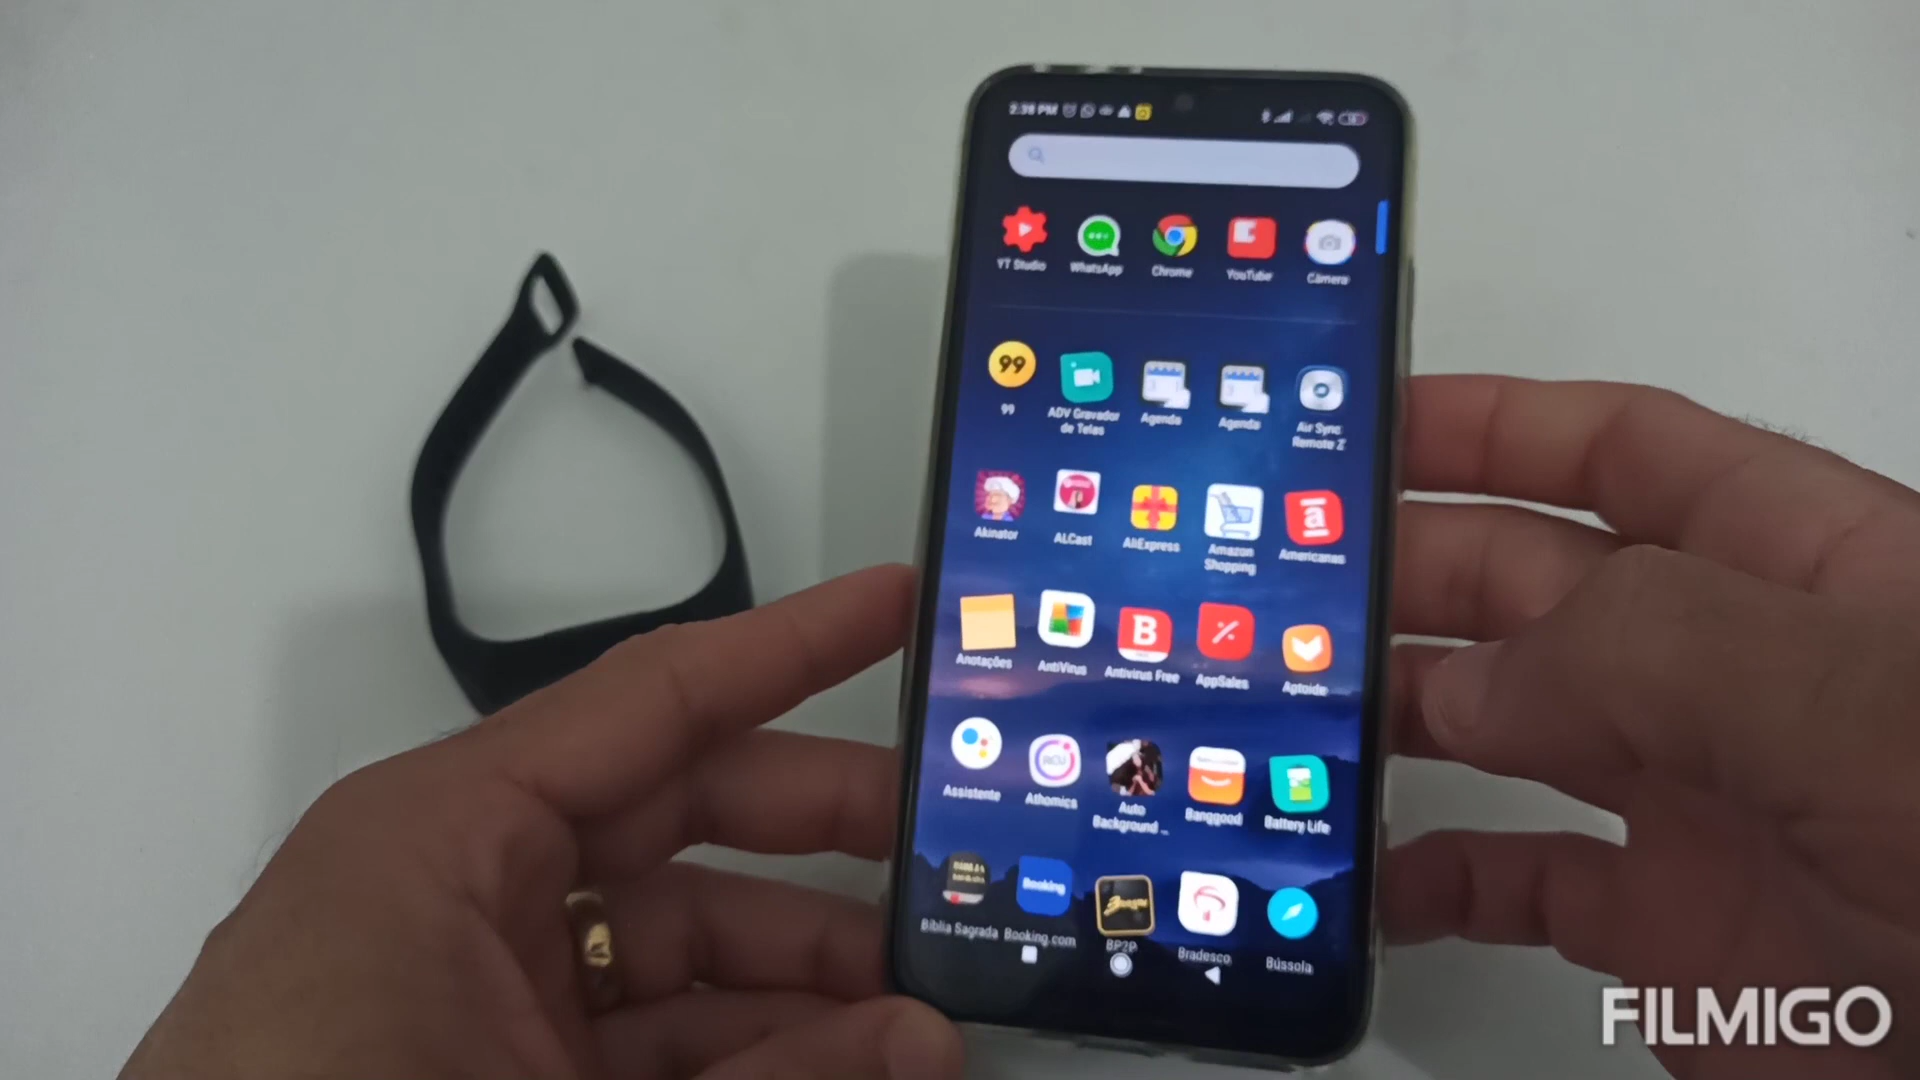 2:38 PM
YT Studio
WhatsApp
Chrome
YouTube
Câmera
99
99
ADV Gravador
de Telas
Agenda
Agenda
Air Sync
Remote Z
Akinator
ALCast
AliExpress
Amazon
Shopping
a
Americanas
Anotações
AntiVirus
B
Antivirus Free
AppSales
Aptoide
Assistente
Athomics
Auto
Background ...
Banggood
Battery Life
Bíblia Sagrada
Booking
Booking.com
BP2P
Bradesco
Bússola
FILMIGO